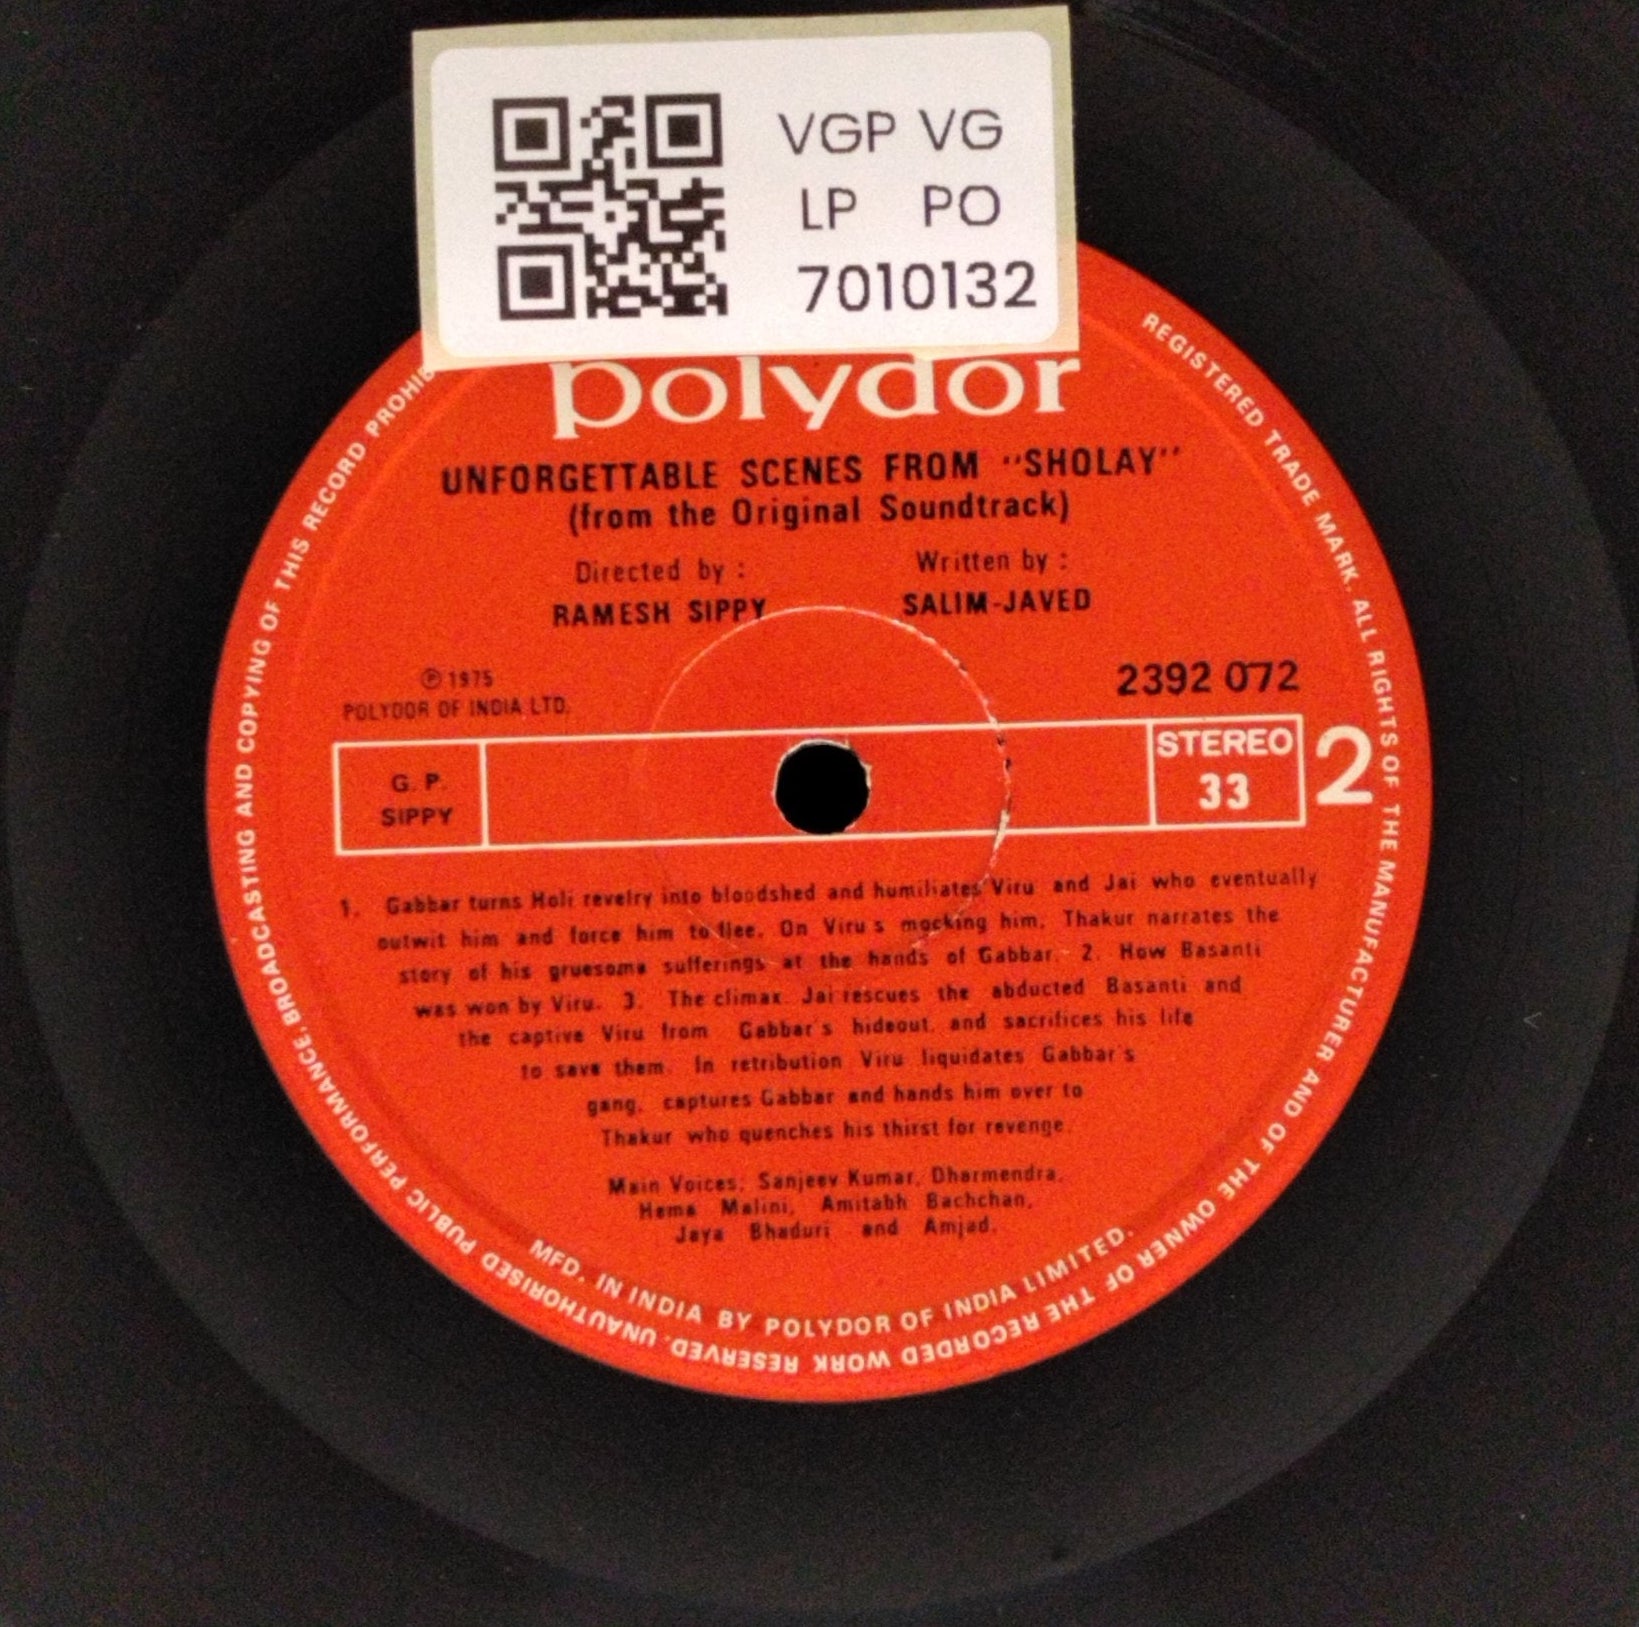 VGP VG
LP PO
7010132
polydor
UNFORGETTABLE SCENES FROM "SHOLAY"
(from the Original Soundtrack)
Directed by :
RAMESH SIPPY
Written by :
SALIM-JAVED
℗ 1975
POLYDOR OF INDIA LTD.
2392 072
G. P.
SIPPY
STEREO
33
2
1. Gabbar turns Holi revelry into bloodshed and humiliates Viru and Jai who eventually
outwit him and force him to flee. On Viru's mocking him, Thakur narrates the
story of his gruesome sufferings at the hands of Gabbar. 2. How Basanti
was won by Viru. 3. The climax. Jai rescues the abducted Basanti and
the captive Viru from Gabbar's hideout, and sacrifices his life
to save them. In retribution Viru liquidates Gabbar's
gang, captures Gabbar and hands him over to
Thakur who quenches his thirst for revenge.
Main Voices; Sanjeev Kumar, Dharmendra,
Hema Malini, Amitabh Bachchan,
Jaya Bhaduri and Amjad.
MFD. IN INDIA BY POLYDOR OF INDIA LIMITED.
REGISTERED TRADE MARK. ALL RIGHTS OF THE MANUFACTURER AND OF THE OWNER OF THE RECORDED WORK RESERVED. UNAUTHORISED PUBLIC PERFORMANCE, BROADCASTING AND COPYING OF THIS RECORD PROHIB